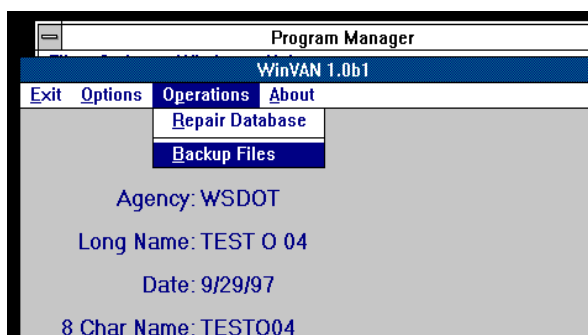 Program Manager
WinVAN 1.0b1
Exit Options Operations About
Repair Database
Backup Files
Agency: WSDOT
Long Name: TEST O 04
Date: 9/29/97
8 Char Name: TESTO04